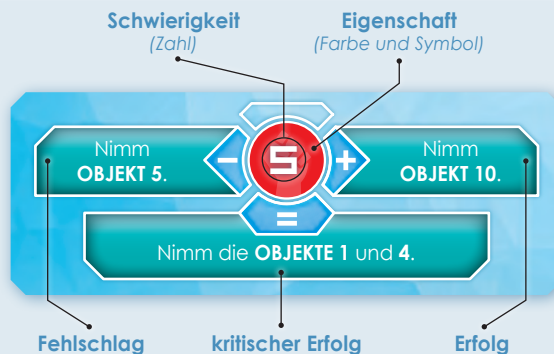 Schwierigkeit
(Zahl)
Eigenschaft
(Farbe und Symbol)
Nimm
OBJEKT 5.
– 5 +
Nimm
OBJEKT 10.
=
Nimm die OBJEKTE 1 und 4.
Fehlschlag
kritischer Erfolg
Erfolg